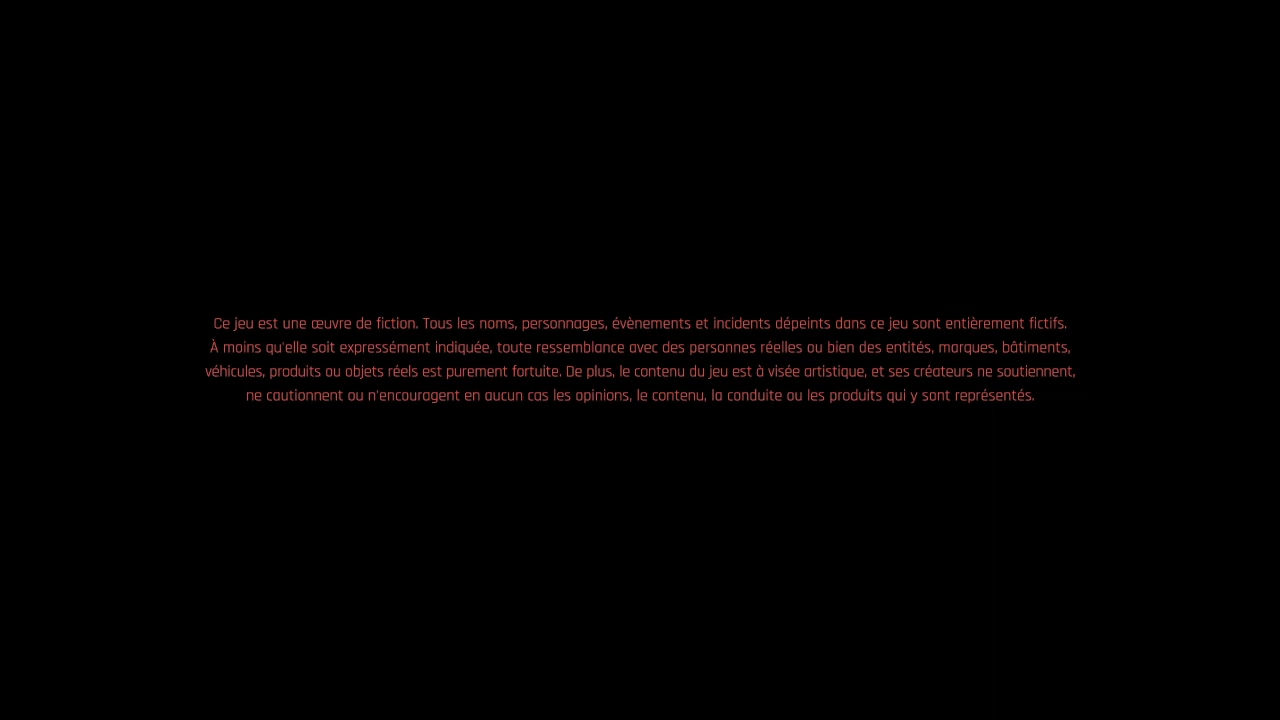 Ce jeu est une œuvre de fiction. Tous les noms, personnages, évènements et incidents dépeints dans ce jeu sont entièrement fictifs.
À moins qu'elle soit expressément indiquée, toute ressemblance avec des personnes réelles ou bien des entités, marques, bâtiments,
véhicules, produits ou objets réels est purement fortuite. De plus, le contenu du jeu est à visée artistique, et ses créateurs ne soutiennent,
ne cautionnent ou n'encouragent en aucun cas les opinions, le contenu, la conduite ou les produits qui y sont représentés.